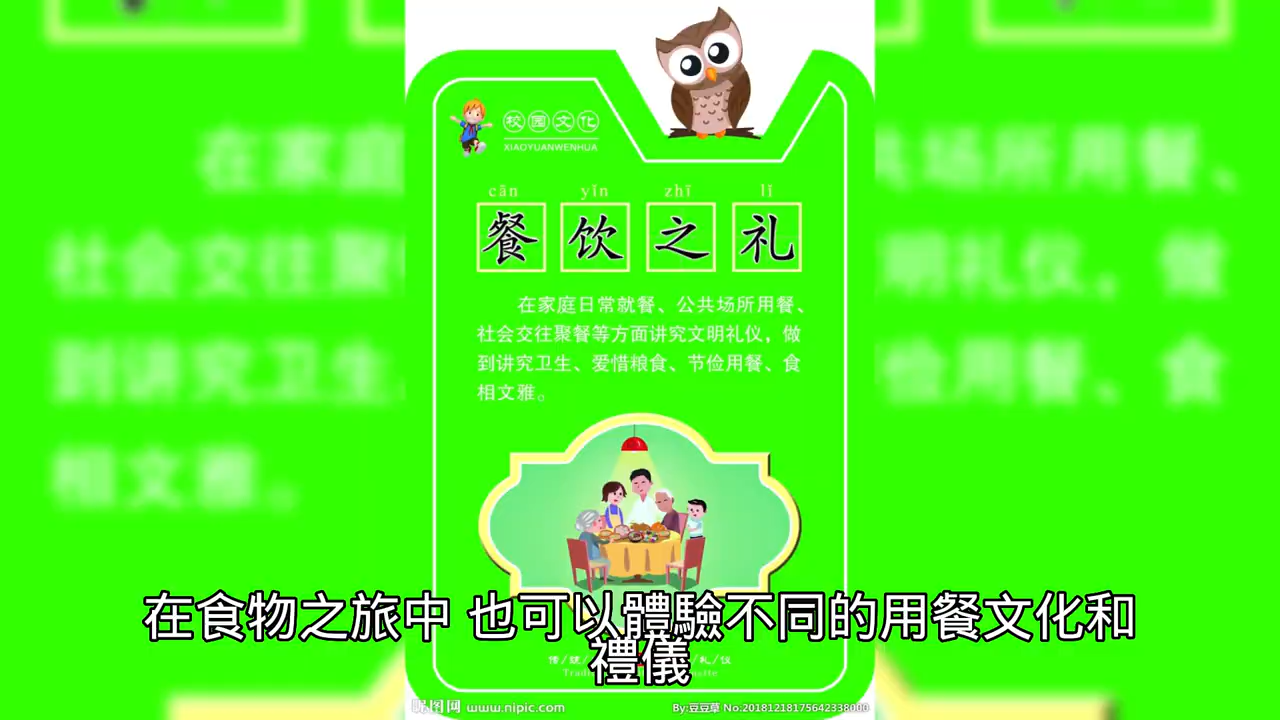 校园文化
XIAOYUANWENHUA
cān yǐn zhī lǐ
餐饮之礼
在家庭日常就餐、公共场所用餐、
社会交往聚餐等方面讲究文明礼仪，做
到讲究卫生、爱惜粮食、节俭用餐、食
相文雅。
在食物之旅中 也可以體驗不同的用餐文化和
禮儀
昵图网 www.nipic.com
By:豆豆草 No:20181218175642338000